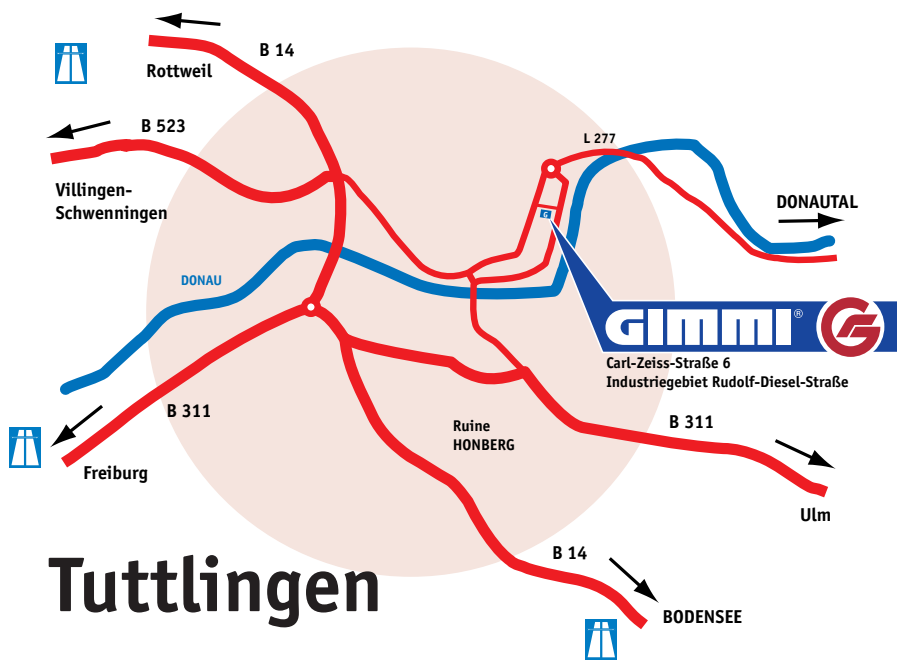 B 14
Rottweil
B 523
L 277
Villingen-
Schwenningen
DONAUTAL
G
DONAU
GIMMI®
Carl-Zeiss-Straße 6
Industriegebiet Rudolf-Diesel-Straße
B 311
B 311
Ruine
HONBERG
Freiburg
Ulm
B 14
Tuttlingen
BODENSEE